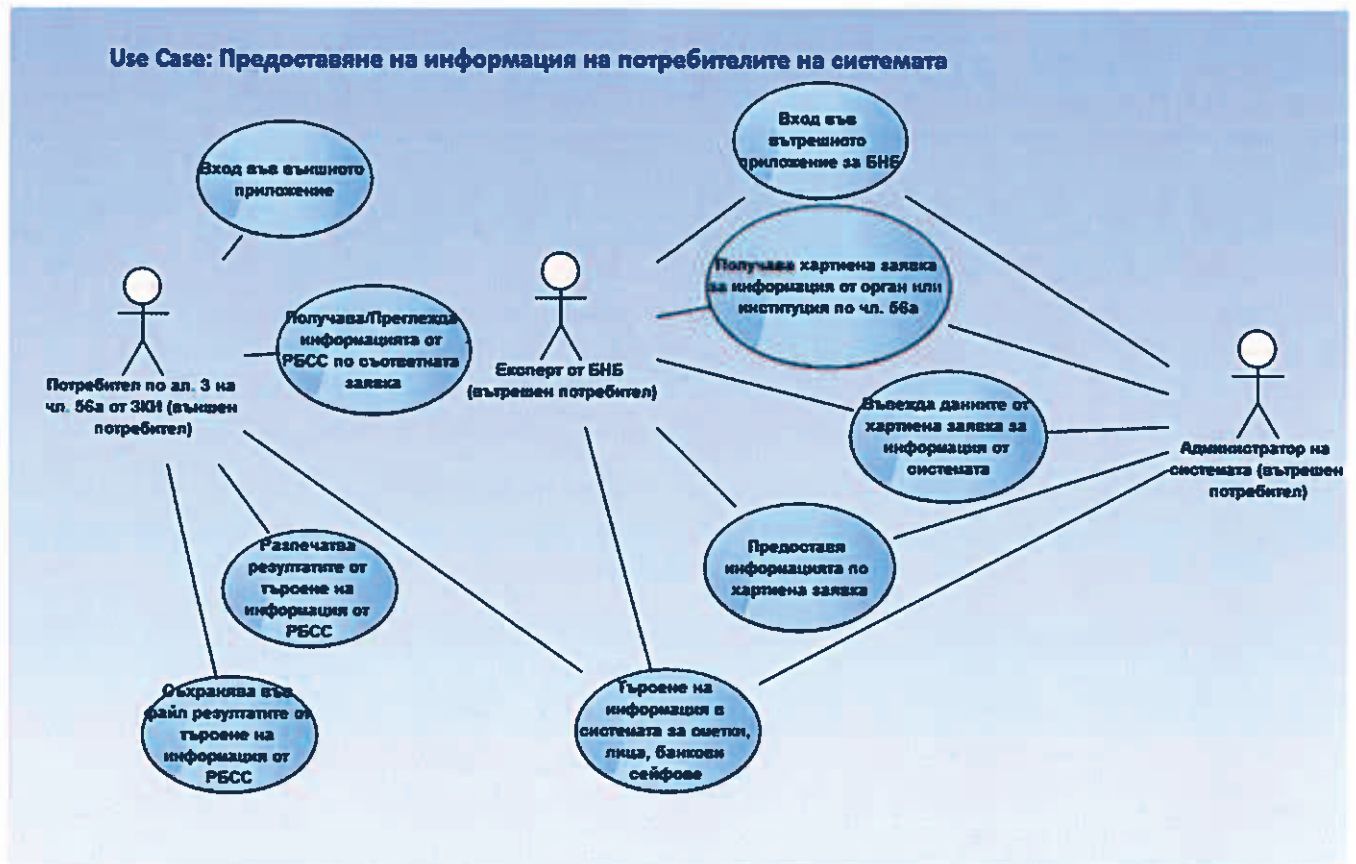 Use Case: Предоставяне на информация на потребителите на системата
Вход във
вътрешното
приложение за БНБ
Вход във външното
приложение
Получава хартиена заявка
за информация от орган или
институция по чл. 56а
Получава/Преглежда
информацията от
РБСС по съответната
заявка
Експерт от БНБ
(вътрешен потребител)
Потребител по ал. 3 на
чл. 56а от ЗКИ (външен
потребител)
Въвежда данните от
хартиена заявка за
информация от
системата
Администратор на
системата (вътрешен
потребител)
Разпечатва
резултатите от
търсене на
информация от
РБСС
Предоставя
информацията по
хартиена заявка
Съхранява във
файл резултатите от
търсене на
информация от
РБСС
Търсене на
информация в
системата за сметки,
лица, банкови
сейфове